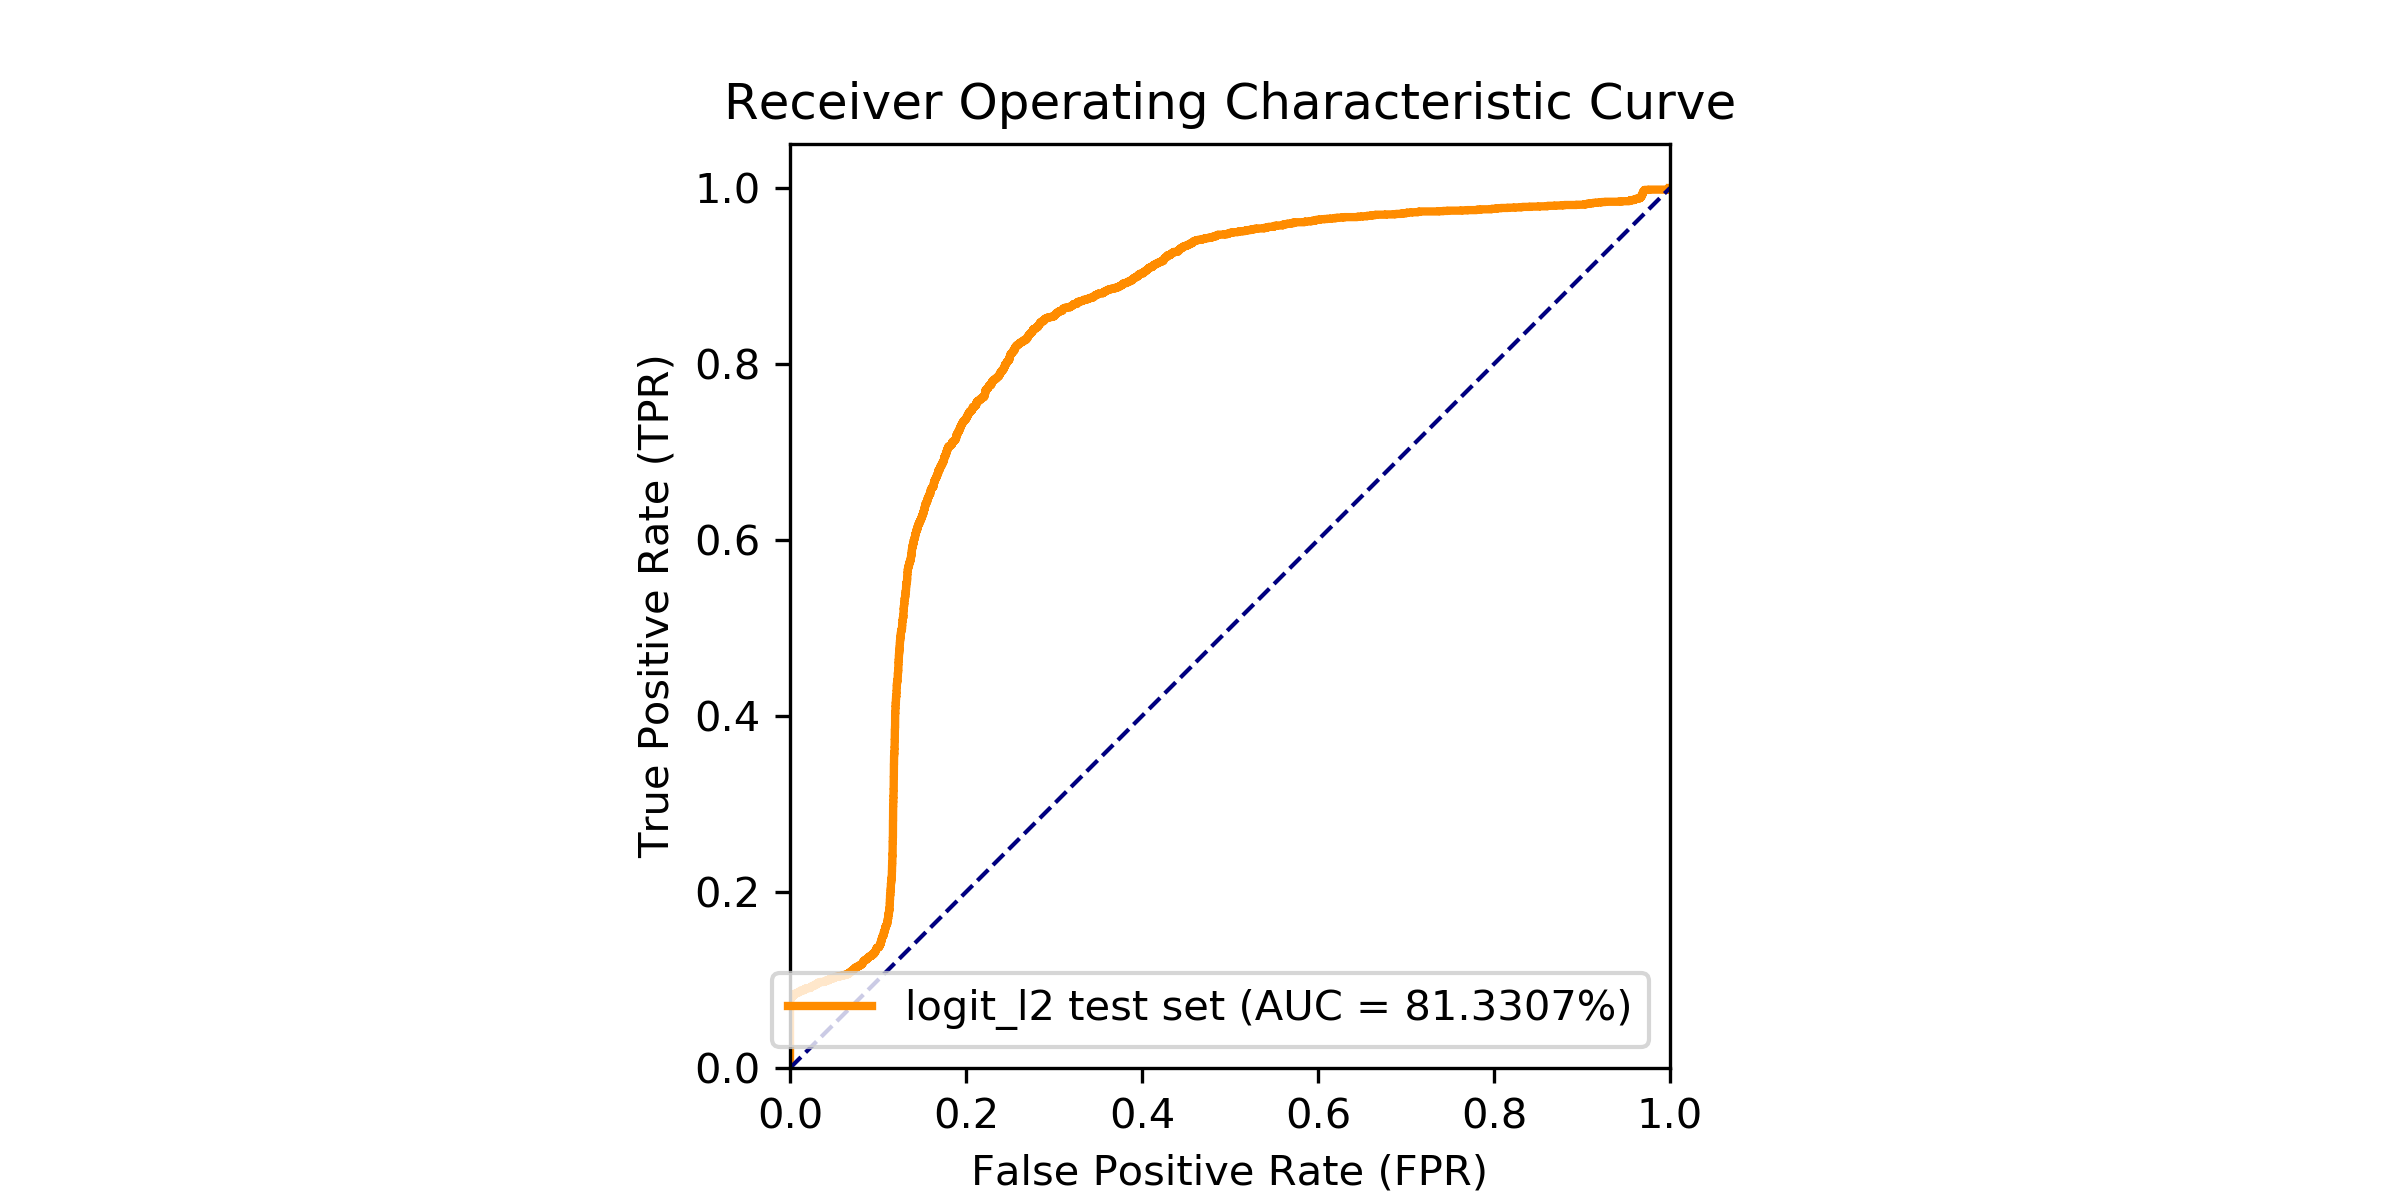 Receiver Operating Characteristic Curve
True Positive Rate (TPR)
1.0
0.8
0.6
0.4
0.2
0.0
logit_l2 test set (AUC = 81.3307%)
0.0 0.2 0.4 0.6 0.8 1.0
False Positive Rate (FPR)